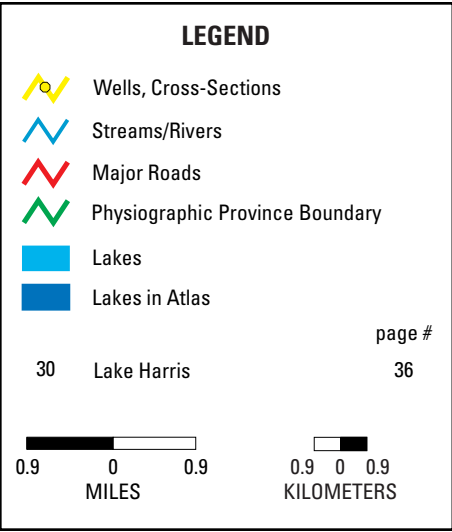 LEGEND
Wells, Cross-Sections
Streams/Rivers
Major Roads
Physiographic Province Boundary
Lakes
Lakes in Atlas
page #
30 Lake Harris 36
0.9 0 0.9 0.9 0 0.9
MILES KILOMETERS